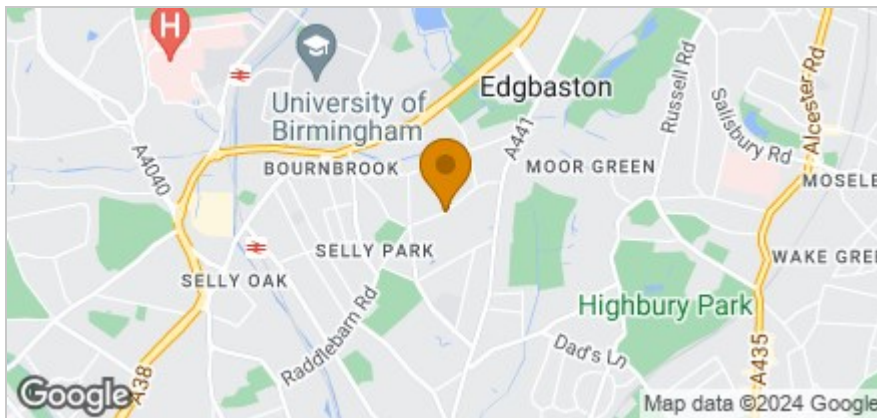 H
University of
Birmingham
Edgbaston
A441
Russell Rd
Salisbury Rd
Alcester Rd
A4040
BOURNBROOK
MOOR GREEN
MOSELE
SELLY PARK
SELLY OAK
WAKE GREE
Raddlebarn Rd
Highbury Park
Dad's Ln
A38
A435
Google
Map data ©2024 Google